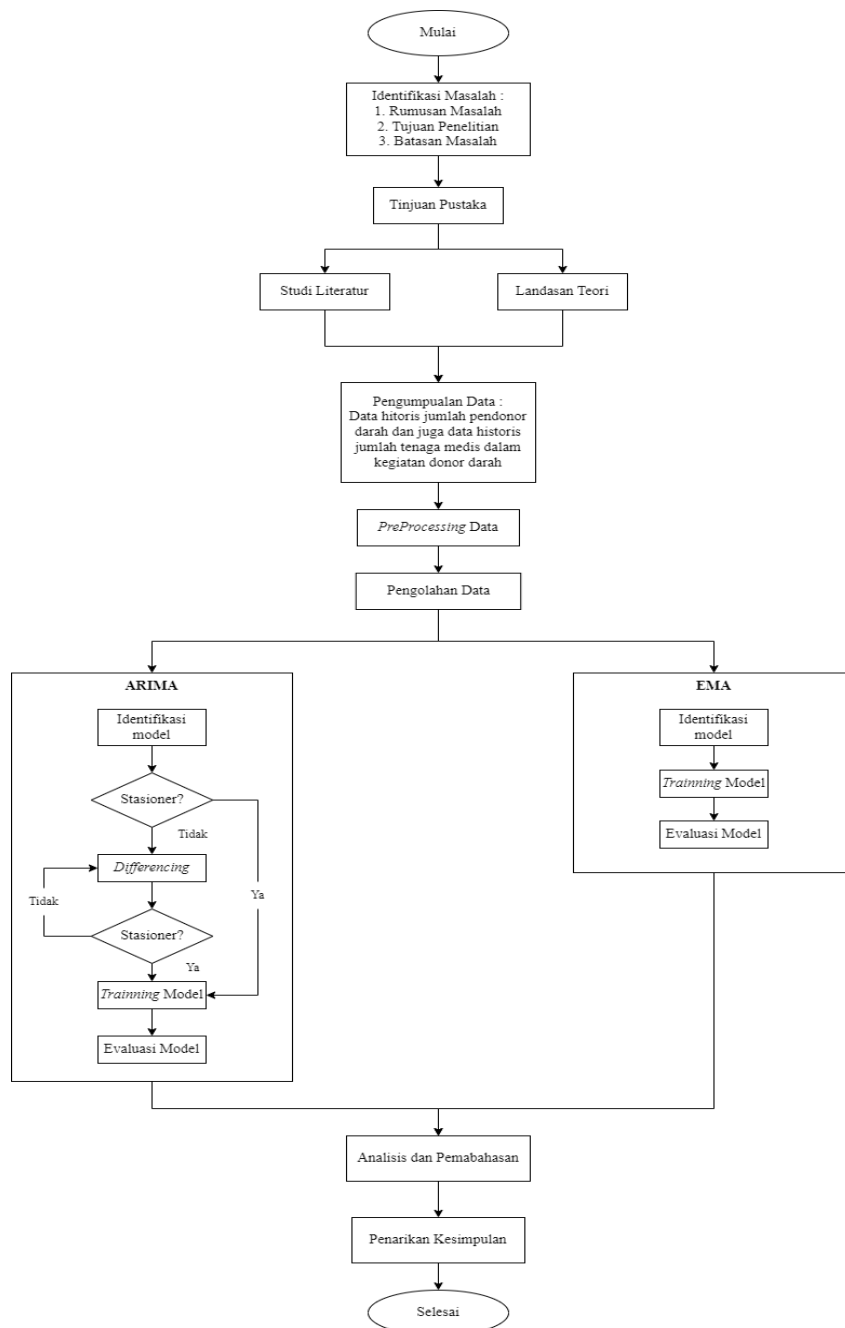 Mulai
Identifikasi Masalah :
1. Rumusan Masalah
2. Tujuan Penelitian
3. Batasan Masalah
Tinjuan Pustaka
Studi Literatur
Landasan Teori
Pengumpualan Data :
Data hitoris jumlah pendonor
darah dan juga data historis
jumlah tenaga medis dalam
kegiatan donor darah
PreProcessing Data
Pengolahan Data
ARIMA
Identifikasi
model
Stasioner?
Tidak
Differencing
Tidak
Ya
Stasioner?
Ya
Trainning Model
Evaluasi Model
EMA
Identifikasi
model
Trainning Model
Evaluasi Model
Analisis dan Pemabahasan
Penarikan Kesimpulan
Selesai